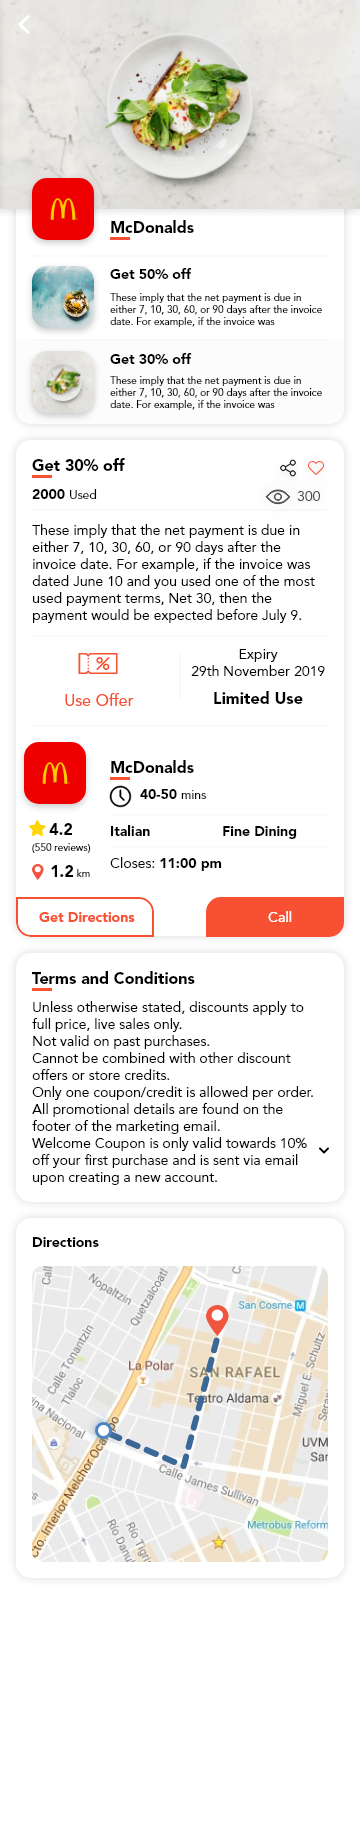 McDonalds
Get 50% off
These imply that the net payment is due in
either 7, 10, 30, 60, or 90 days after the invoice
date. For example, if the invoice was
Get 30% off
These imply that the net payment is due in
either 7, 10, 30, 60, or 90 days after the invoice
date. For example, if the invoice was
Get 30% off
2000 Used
300
These imply that the net payment is due in
either 7, 10, 30, 60, or 90 days after the
invoice date. For example, if the invoice was
dated June 10 and you used one of the most
used payment terms, Net 30, then the
payment would be expected before July 9.
%
Use Offer
Expiry
29th November 2019
Limited Use
McDonalds
40-50 mins
4.2
(550 reviews)
1.2 km
Italian
Fine Dining
Closes: 11:00 pm
Get Directions
Call
Terms and Conditions
Unless otherwise stated, discounts apply to
full price, live sales only.
Not valid on past purchases.
Cannot be combined with other discount
offers or store credits.
Only one coupon/credit is allowed per order.
All promotional details are found on the
footer of the marketing email.
Welcome Coupon is only valid towards 10%
off your first purchase and is sent via email
upon creating a new account.
Directions
Nopaltzin
Quetzalcoatl
San Cosme M
Calle Tonantzin
Tlaloc
La Polar
SAN RAFAEL
Teatro Aldama
Miguel E. Schultz
UVM
San
Calle James Sullivan
Cto. Interior Melchor Ocampo
Metrobus Reform